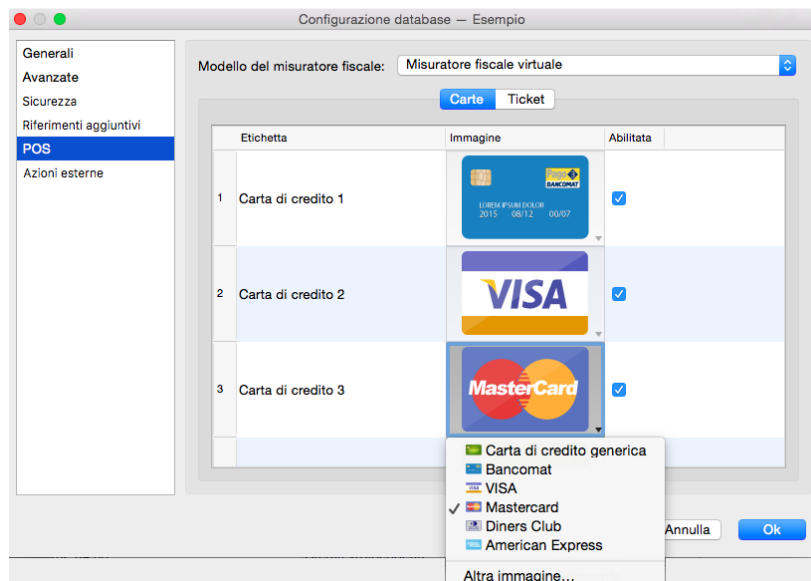 Configurazione database — Esempio
Generali
Avanzate
Sicurezza
Riferimenti aggiuntivi
POS
Azioni esterne
Modello del misuratore fiscale: Misuratore fiscale virtuale
Carte Ticket
Etichetta Immagine Abilitata
1 Carta di credito 1
Pago
BANCOMAT
LOREM IPSUM DOLOR
2015 08/12 00/07
2 Carta di credito 2
VISA
3 Carta di credito 3
MasterCard
Carta di credito generica
Bancomat
VISA
Mastercard
Diners Club
American Express
Altra immagine...
Annulla Ok